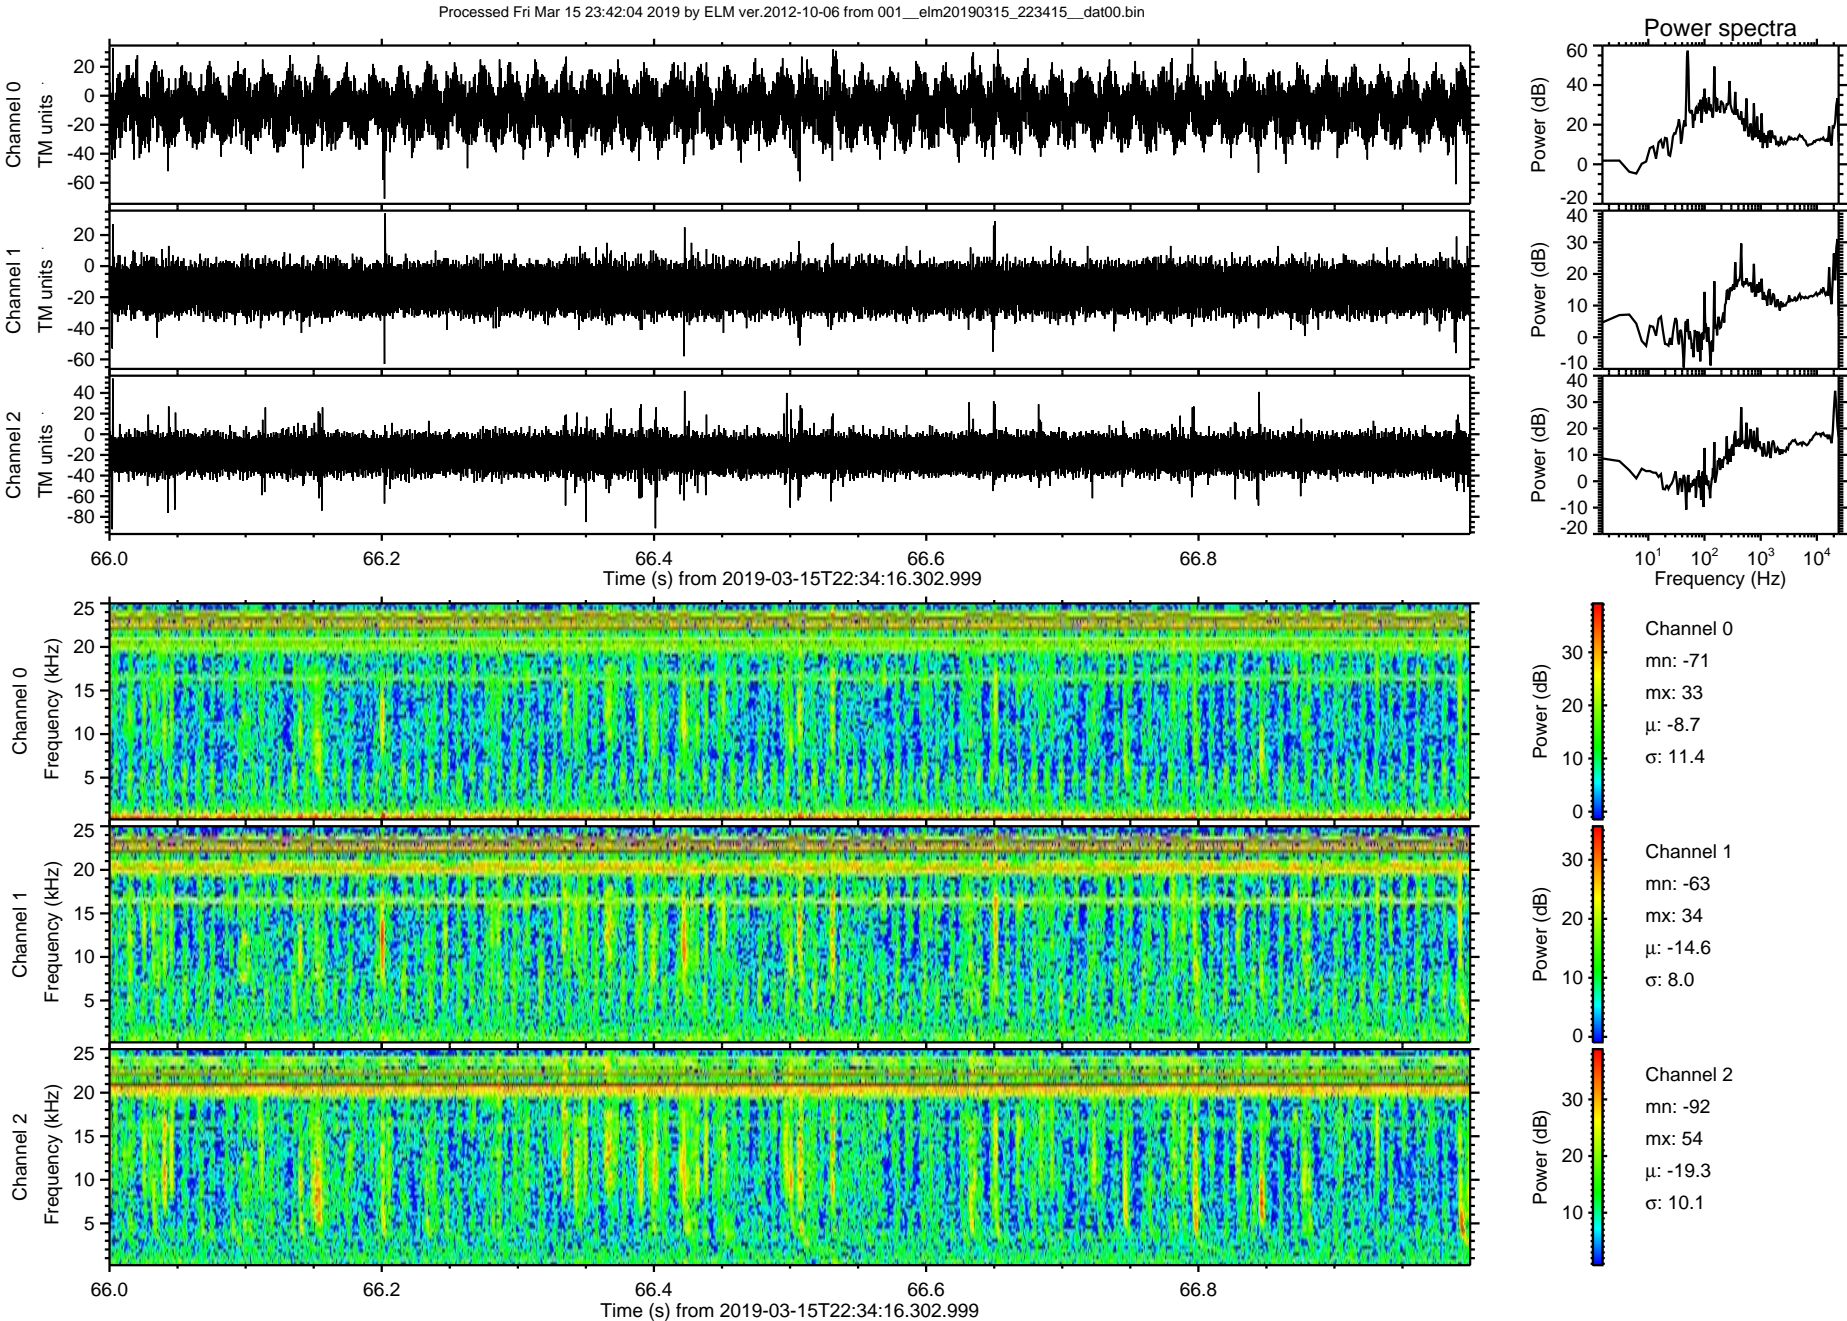 Processed Fri Mar 15 23:42:04 2019 by ELM ver.2012-10-06 from 001__elm20190315_223415__dat00.bin
Power spectra
Channel 0
TM units
20
0
-20
-40
-60
Power (dB)
60
40
20
0
-20
Channel 1
TM units
20
0
-20
-40
-60
Power (dB)
40
30
20
10
0
-10
Channel 2
TM units
40
20
0
-20
-40
-60
-80
Power (dB)
40
30
20
10
0
-10
-20
66.0 66.2 66.4 66.6 66.8
Time (s) from 2019-03-15T22:34:16.302.999
10¹ 10² 10³ 10⁴
Frequency (Hz)
Channel 0
Frequency (kHz)
25
20
15
10
5
Power (dB)
30
20
10
0
Channel 0
mn: -71
mx: 33
μ: -8.7
σ: 11.4
Channel 1
Frequency (kHz)
25
20
15
10
5
Power (dB)
30
20
10
0
Channel 1
mn: -63
mx: 34
μ: -14.6
σ: 8.0
Channel 2
Frequency (kHz)
25
20
15
10
5
Power (dB)
30
20
10
Channel 2
mn: -92
mx: 54
μ: -19.3
σ: 10.1
66.0 66.2 66.4 66.6 66.8
Time (s) from 2019-03-15T22:34:16.302.999